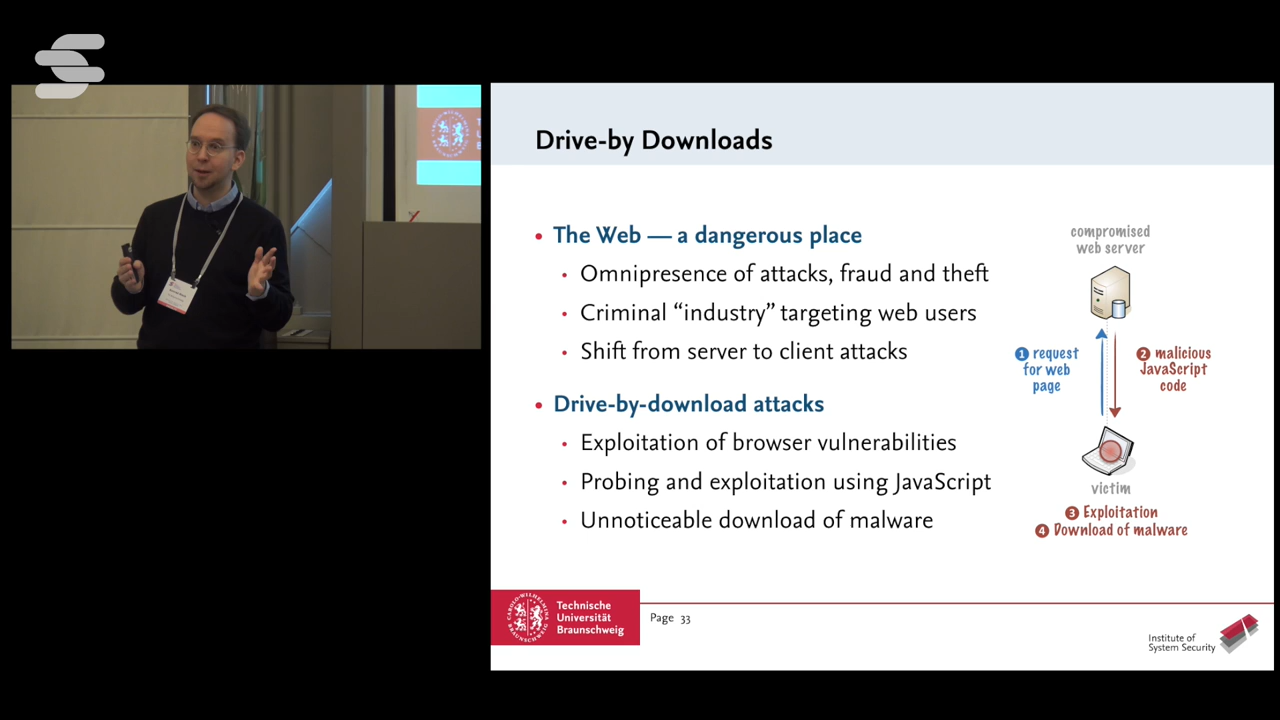 Drive-by Downloads
• The Web — a dangerous place
• Omnipresence of attacks, fraud and theft
• Criminal “industry” targeting web users
• Shift from server to client attacks
• Drive-by-download attacks
• Exploitation of browser vulnerabilities
• Probing and exploitation using JavaScript
• Unnoticeable download of malware
compromised
web server
1 request
for web
page
2 malicious
JavaScript
code
victim
3 Exploitation
4 Download of malware
Technische
Universität
Braunschweig
Page 33
Institute of
System Security